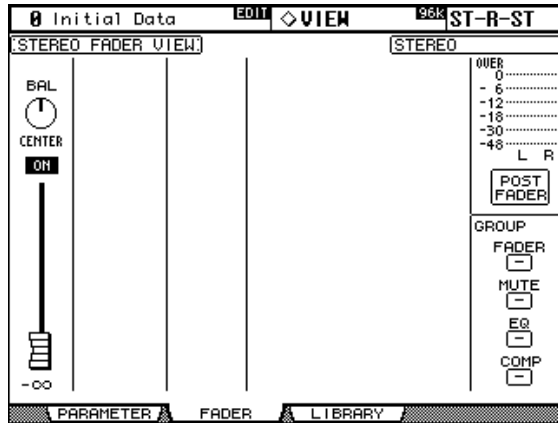 0 Initial Data EDIT ◇VIEW 96k ST-R-ST
STEREO FADER VIEW
STEREO
BAL
CENTER
ON
-∞
OVER
0
- 6
-12
-18
-30
-48
L R
POST
FADER
GROUP
FADER
-
MUTE
-
EQ
-
COMP
-
PARAMETER FADER LIBRARY